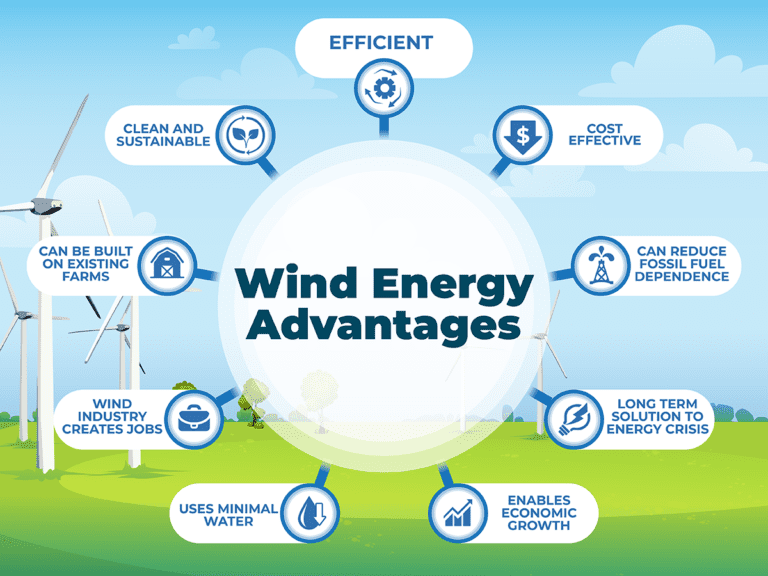 EFFICIENT
CLEAN AND
SUSTAINABLE
COST
EFFECTIVE
CAN BE BUILT
ON EXISTING
FARMS
CAN REDUCE
FOSSIL FUEL
DEPENDENCE
Wind Energy
Advantages
WIND
INDUSTRY
CREATES JOBS
LONG TERM
SOLUTION TO
ENERGY CRISIS
USES MINIMAL
WATER
ENABLES
ECONOMIC
GROWTH